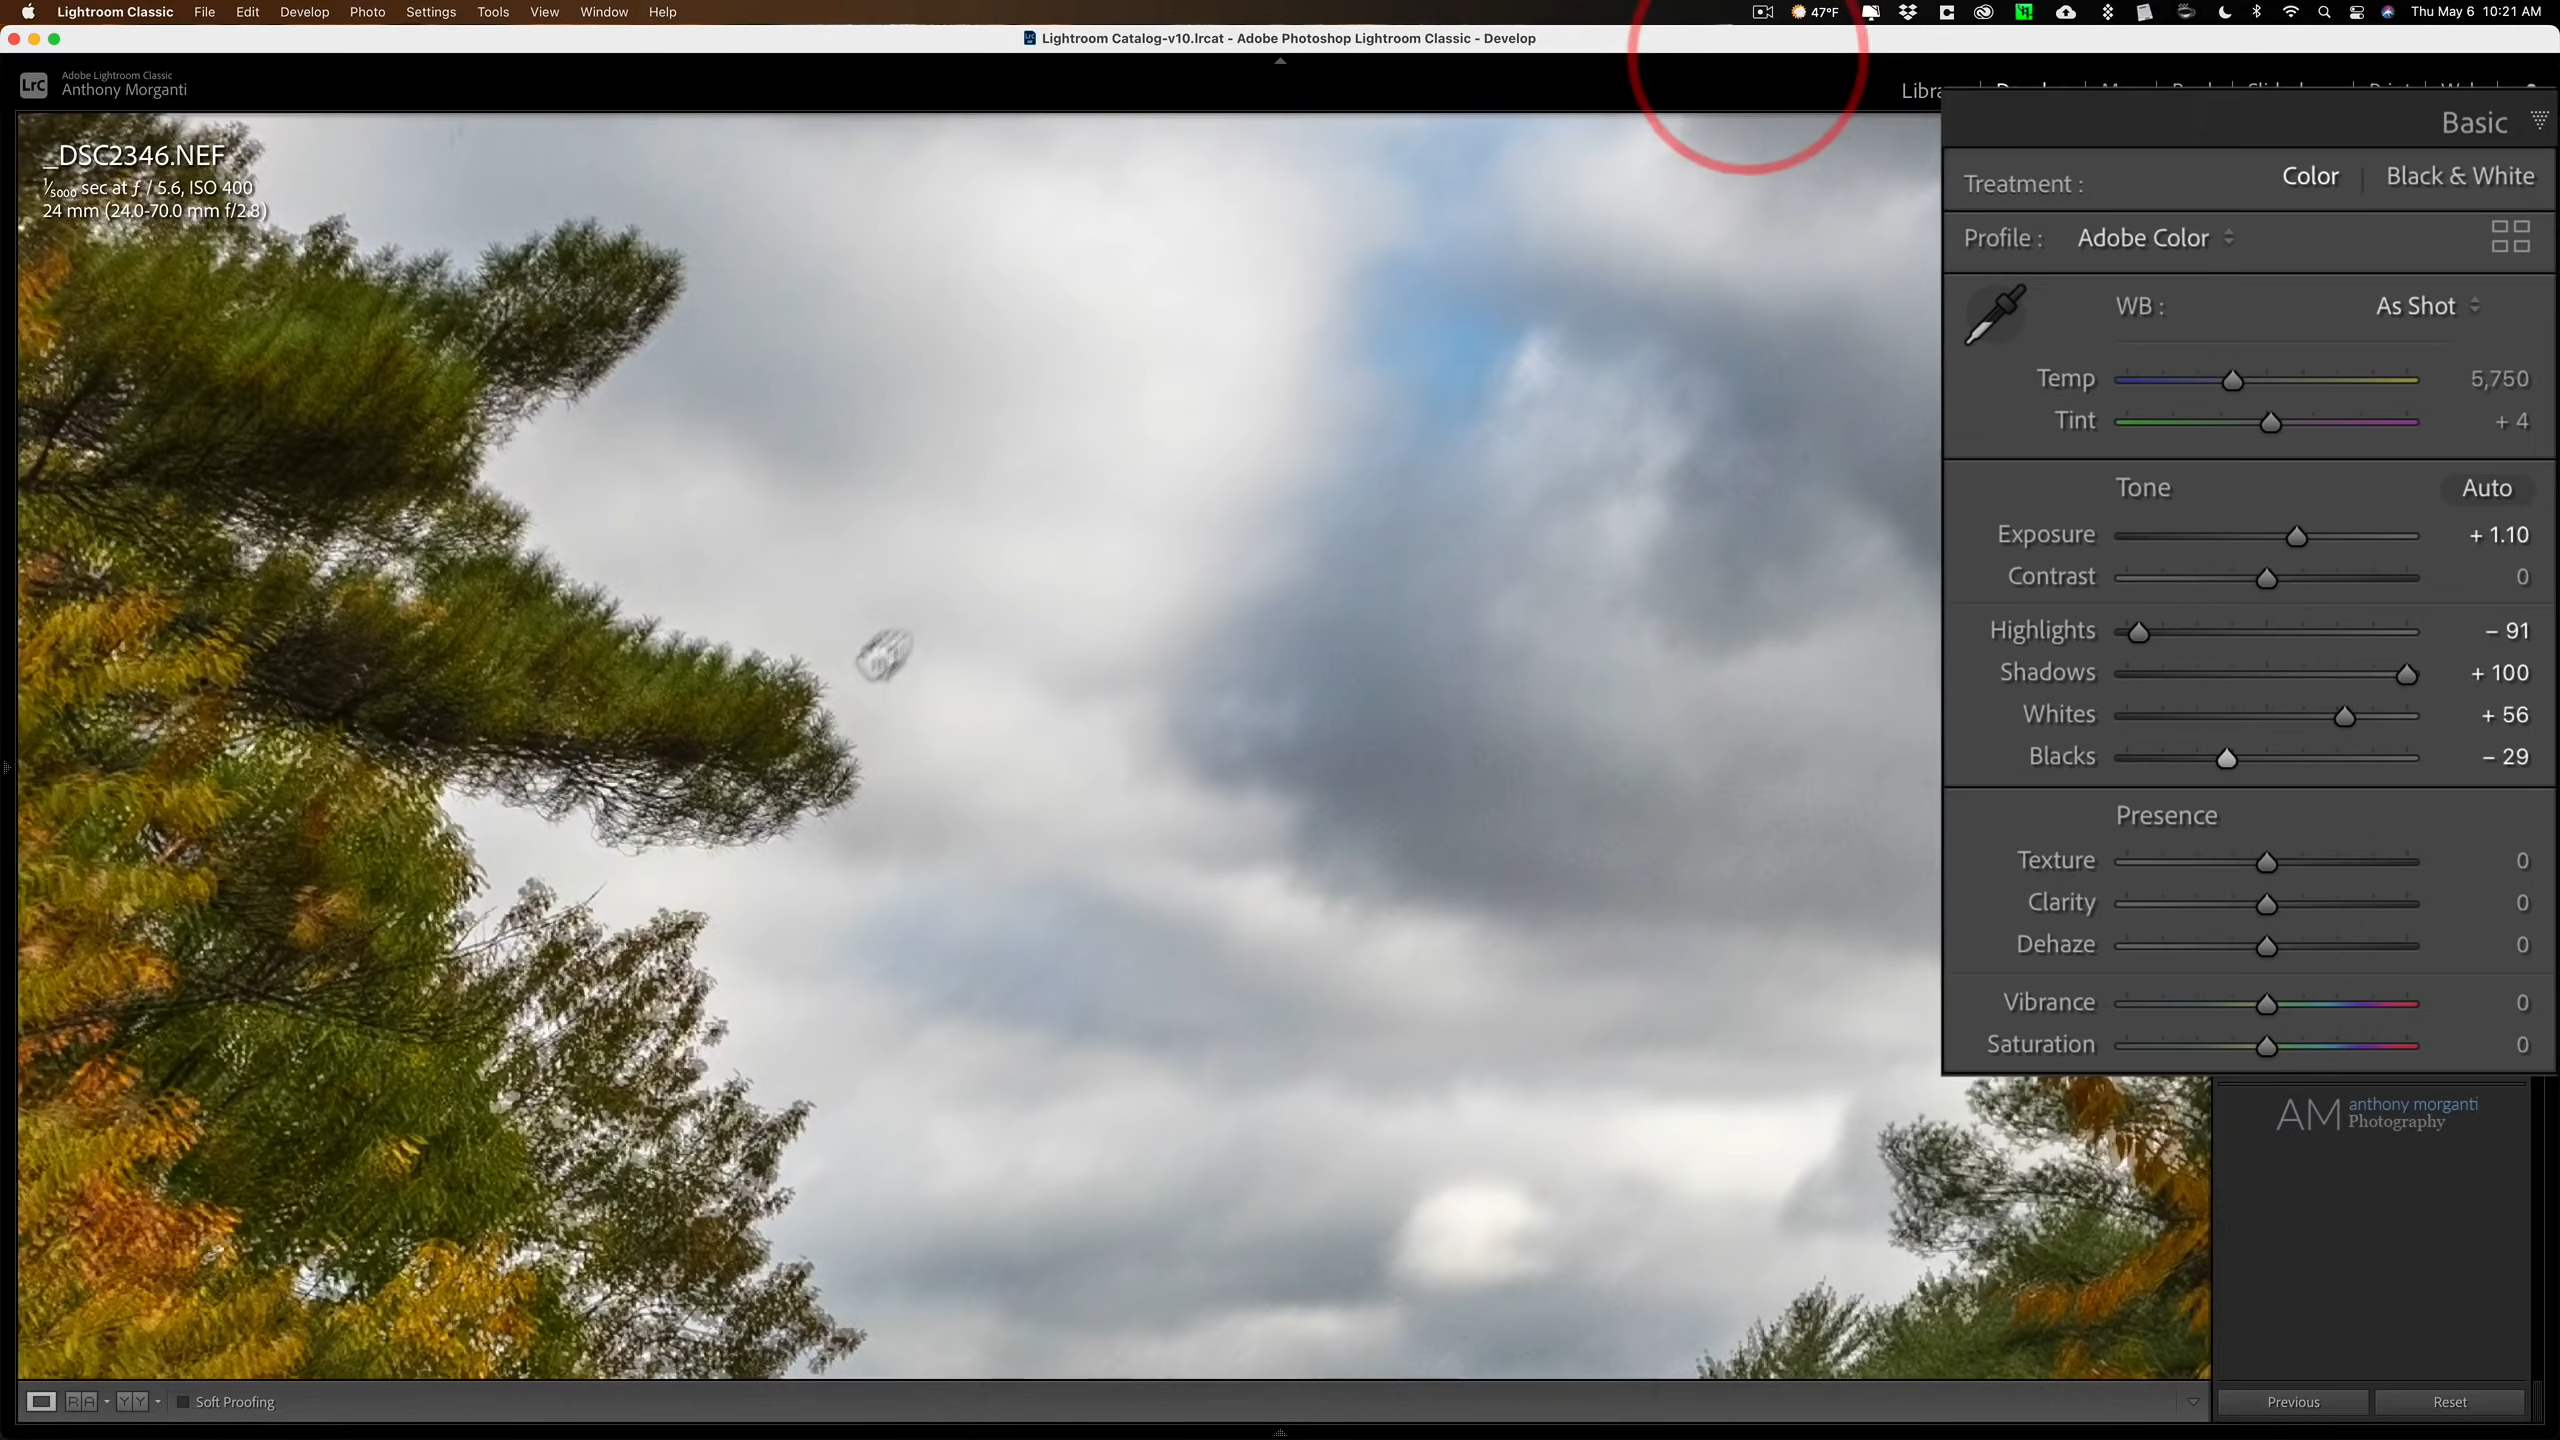 Lightroom Classic File Edit Develop Photo Settings Tools View Window Help 47°F Thu May 6 10:21 AM
Lightroom Catalog-v10.lrcat - Adobe Photoshop Lightroom Classic - Develop
LrC
Adobe Lightroom Classic
Anthony Morganti
_DSC2346.NEF
1/5000 sec at ƒ / 5.6, ISO 400
24 mm (24.0-70.0 mm f/2.8)
Basic
Treatment : Color Black & White
Profile : Adobe Color
WB : As Shot
Temp 5,750
Tint + 4
Tone Auto
Exposure + 1.10
Contrast 0
Highlights – 91
Shadows + 100
Whites + 56
Blacks – 29
Presence
Texture 0
Clarity 0
Dehaze 0
Vibrance 0
Saturation 0
AM anthony morganti
Photography
RA YY Soft Proofing
Previous Reset